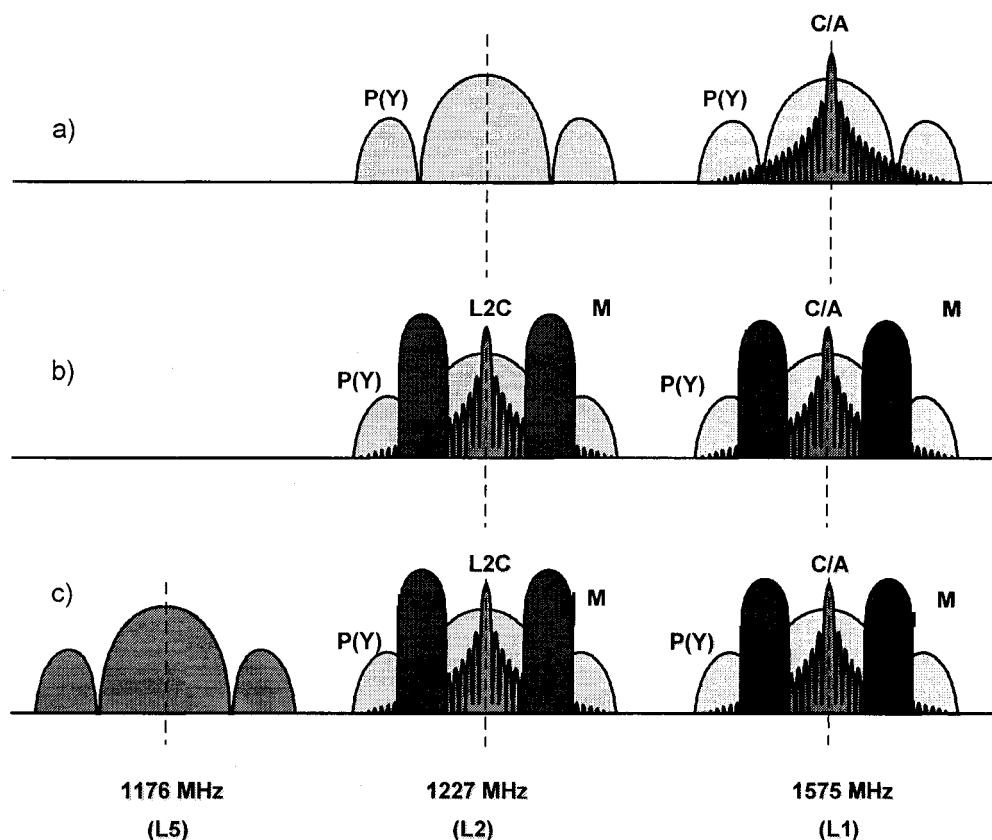 C/A
P(Y) P(Y)
a)
L2C M C/A M
b)
P(Y) P(Y)
L2C C/A
c) M M
P(Y) P(Y)
1176 MHz 1227 MHz 1575 MHz
(L5) (L2) (L1)